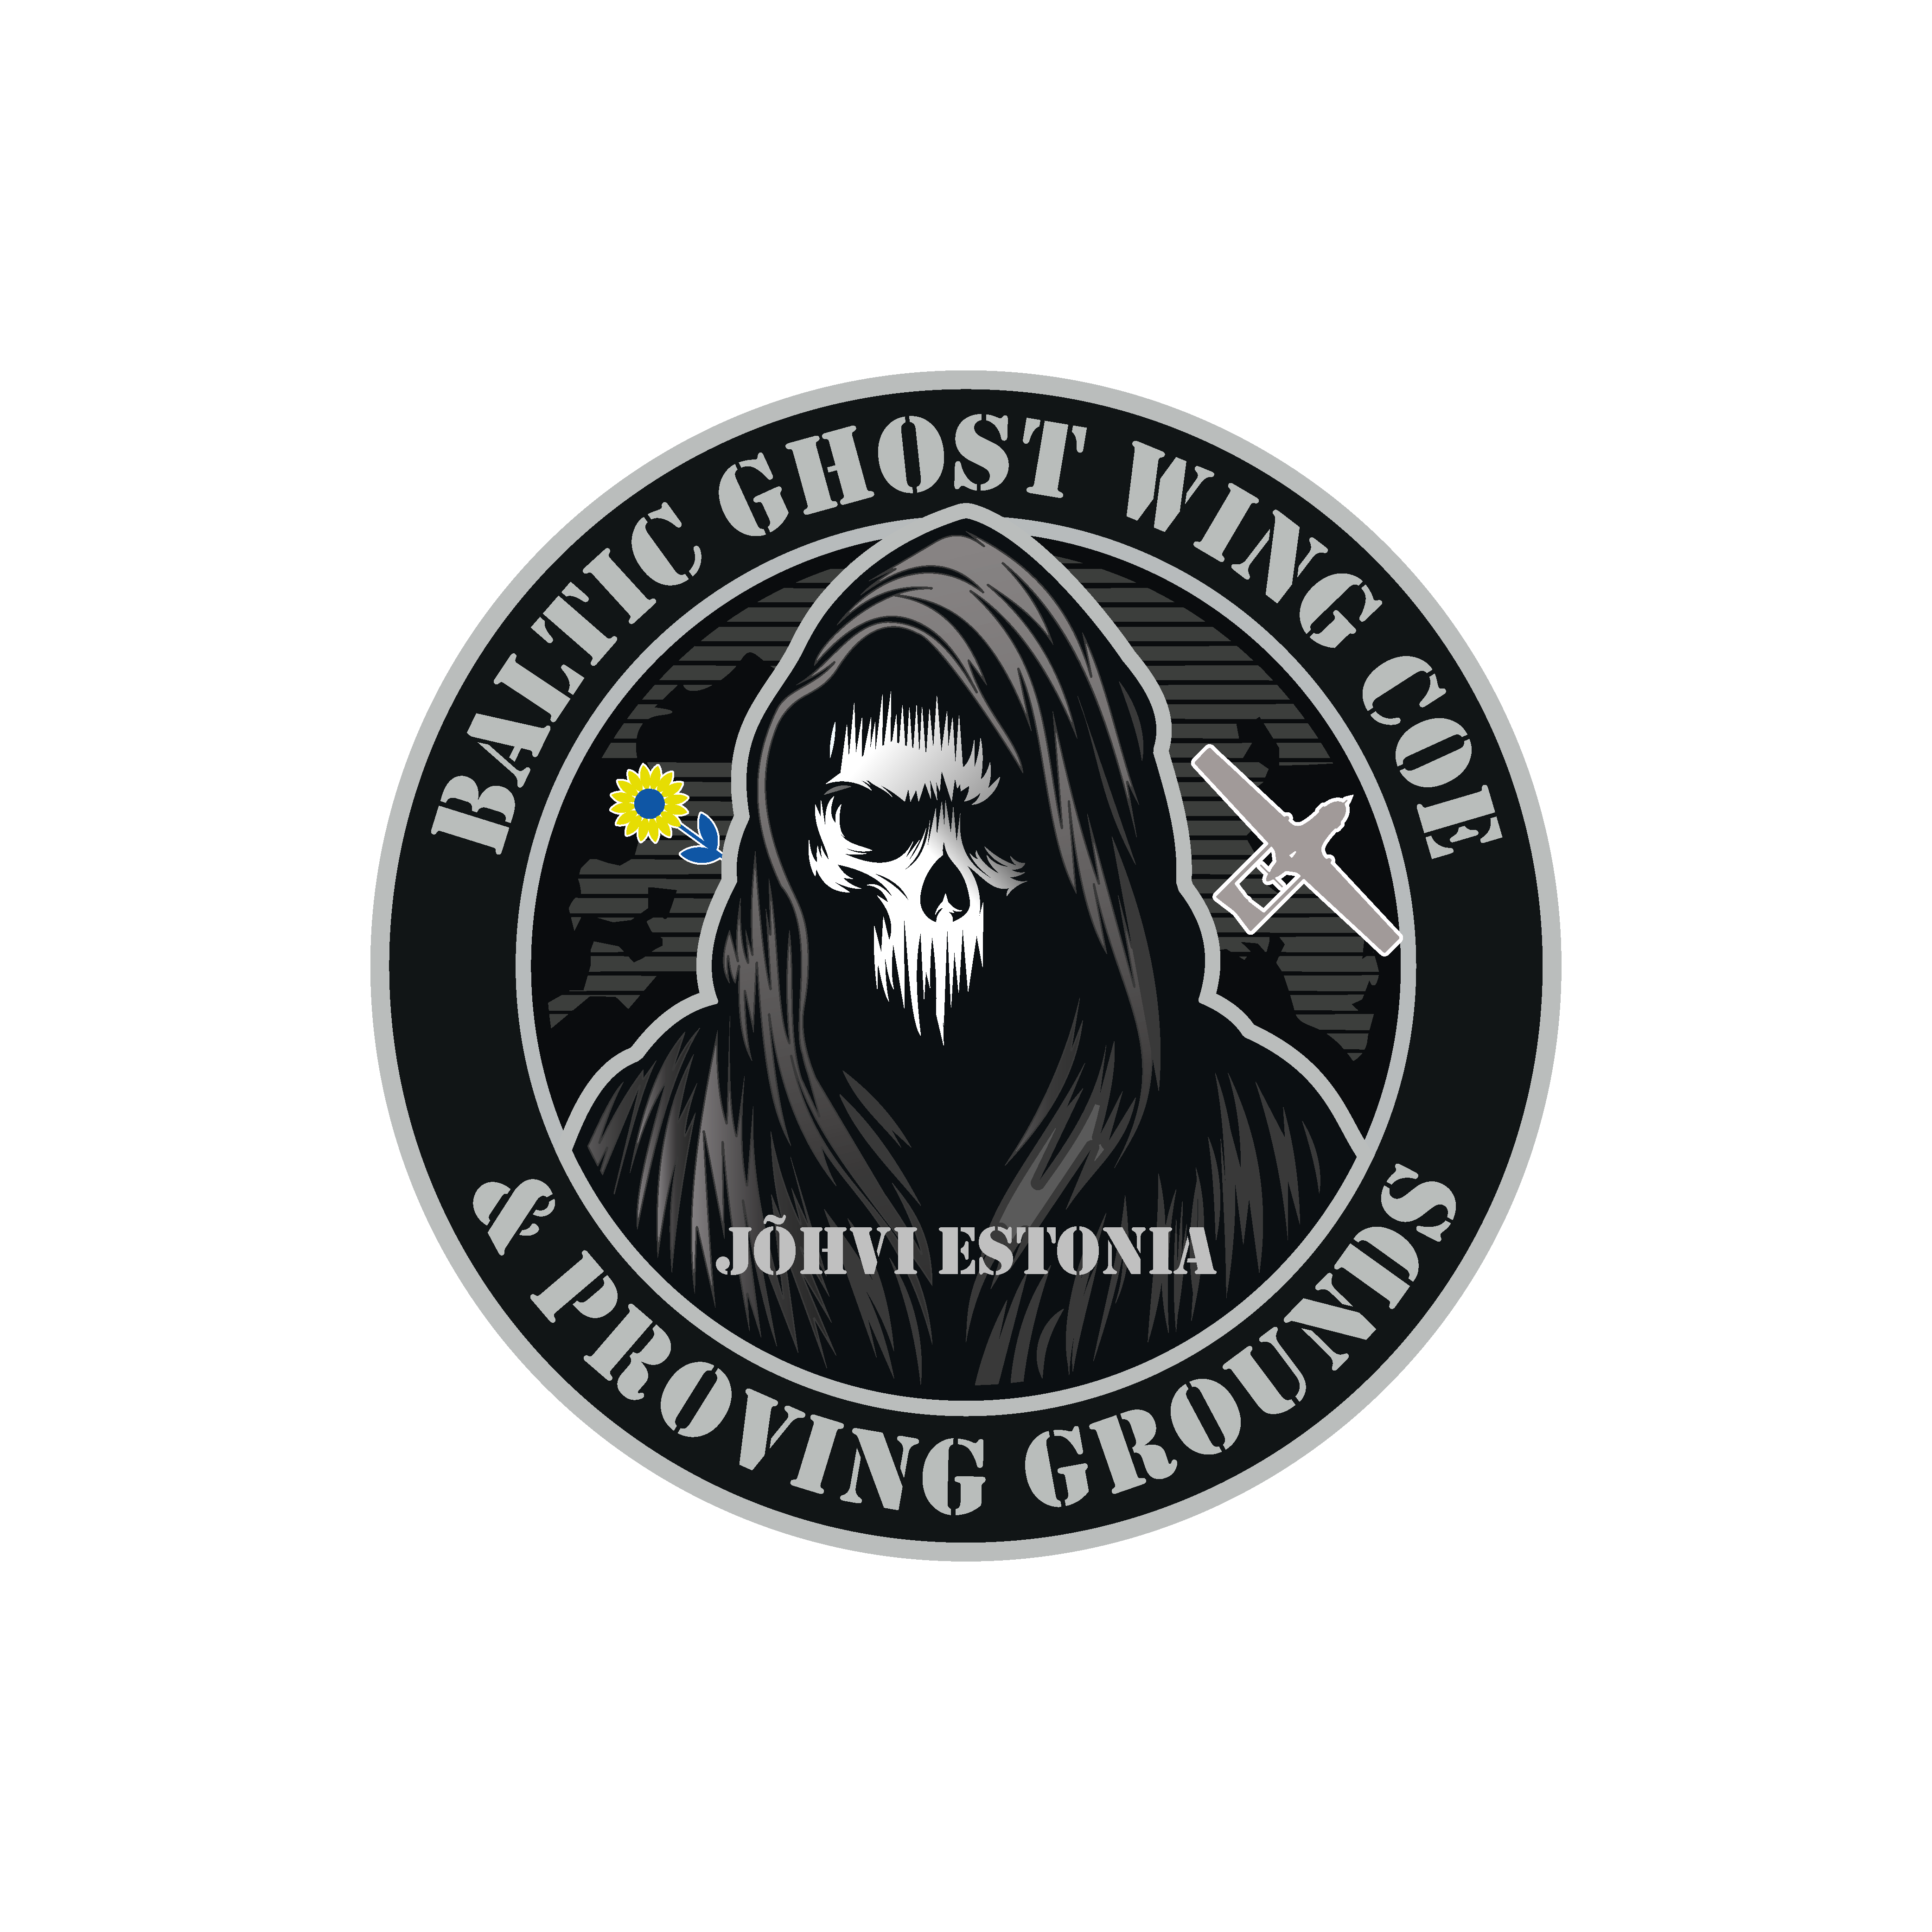 BALTIC GHOST WING COE
JÕHVI ESTONIA
& PROVING GROUNDS